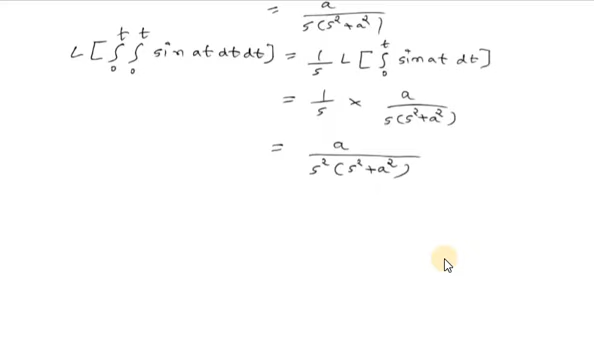 = a / s(s²+a²)
L[∫₀ᵗ∫₀ᵗ sin at dt dt] = 1/s L[∫₀ᵗ sin at dt]
= 1/s × a / s(s²+a²)
= a / s²(s²+a²)